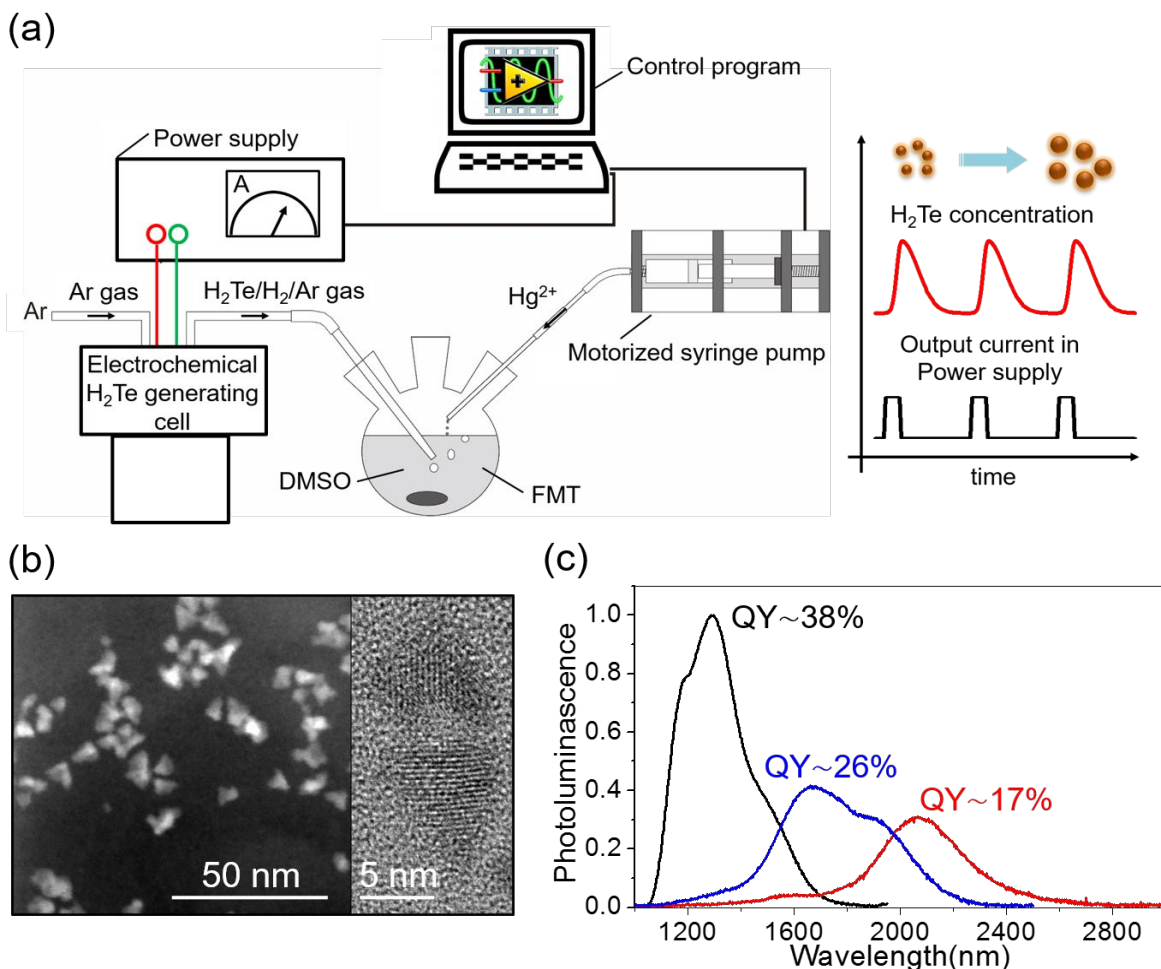 (a)
Control program
Power supply
A
Ar gas
H₂Te/H₂/Ar gas
Ar
Hg²⁺
Motorized syringe pump
Electrochemical
H₂Te generating
cell
DMSO
FMT
H₂Te concentration
Output current in
Power supply
time
(b)
50 nm
5 nm
(c)
QY~38%
QY~26%
QY~17%
Photoluminascence
1.0
0.8
0.6
0.4
0.2
0.0
1200 1600 2000 2400 2800
Wavelength(nm)